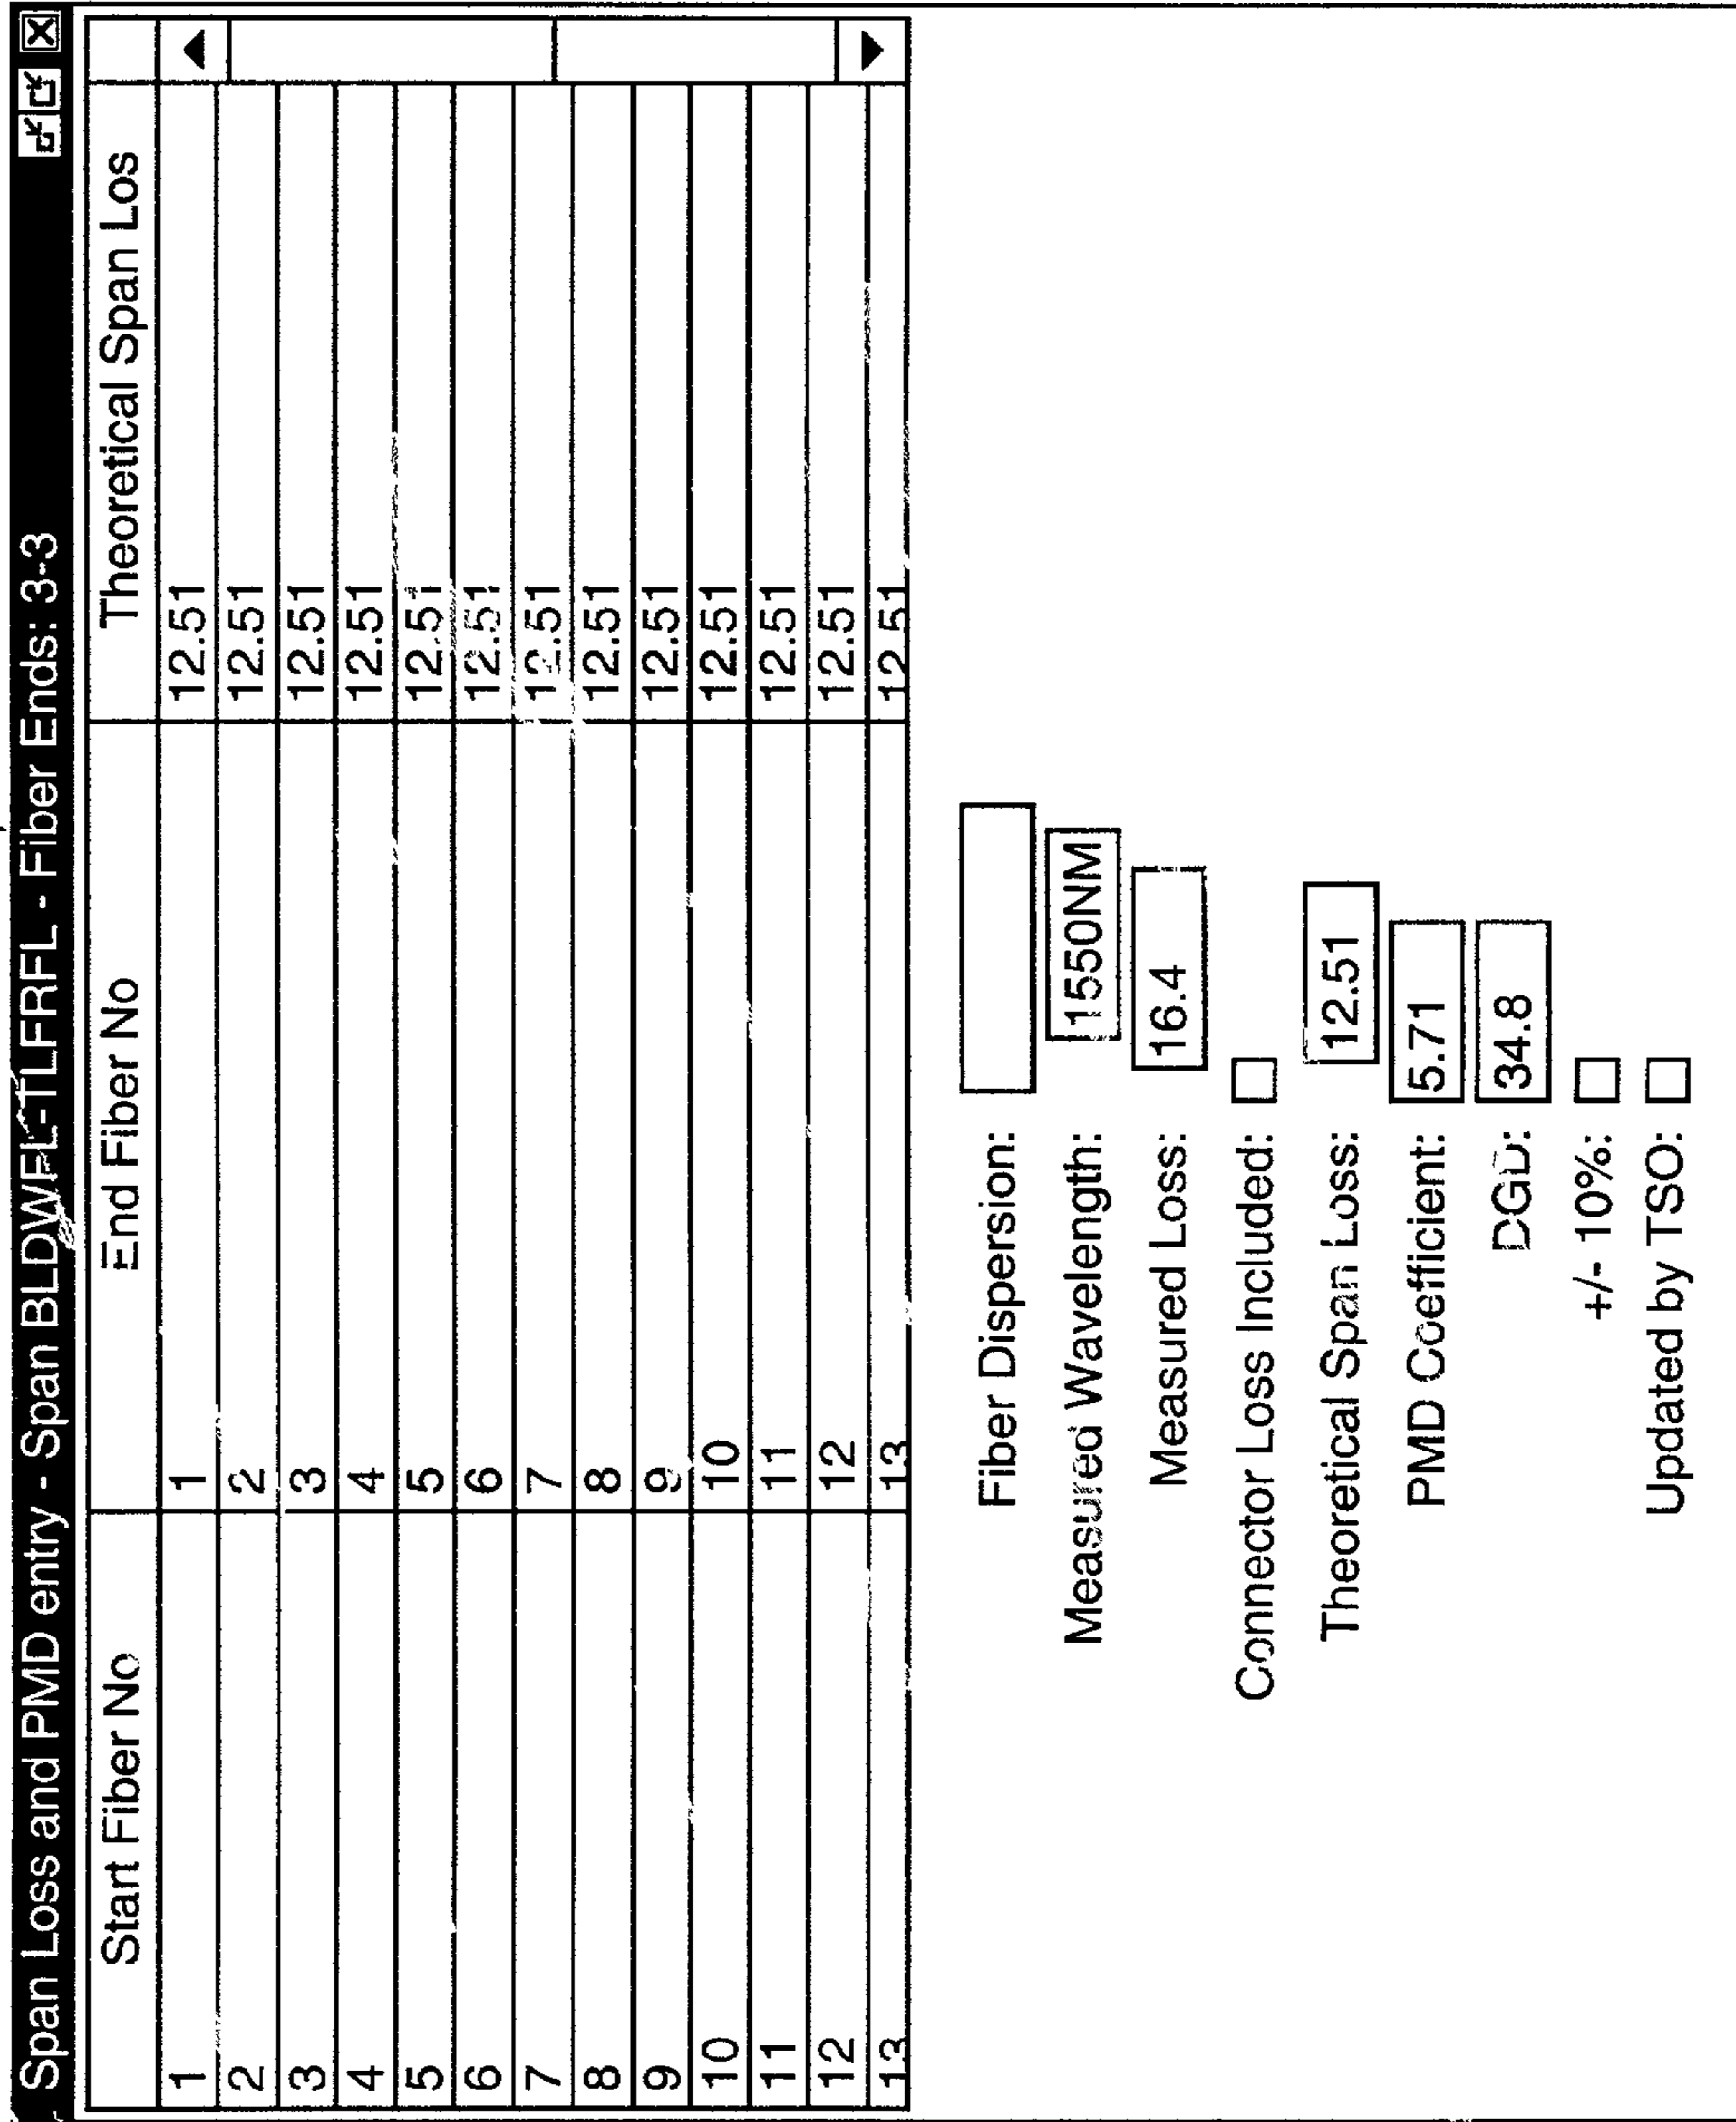 Span Loss and PMD entry - Span BLDWFL-TLFRFL - Fiber Ends: 3-3
Start Fiber No End Fiber No Theoretical Span Los
1 1 12.51
2 2 12.51
3 3 12.51
4 4 12.51
5 5 12.51
6 6 12.51
7 7 12.51
8 8 12.51
9 9 12.51
10 10 12.51
11 11 12.51
12 12 12.51
13 13 12.51
Fiber Dispersion:
Measured Wavelength: 1550NM
Measured Loss: 16.4
Connector Loss Included:
Theoretical Span Loss: 12.51
PMD Coefficient: 5.71
DGD: 34.8
+/- 10%:
Updated by TSO: